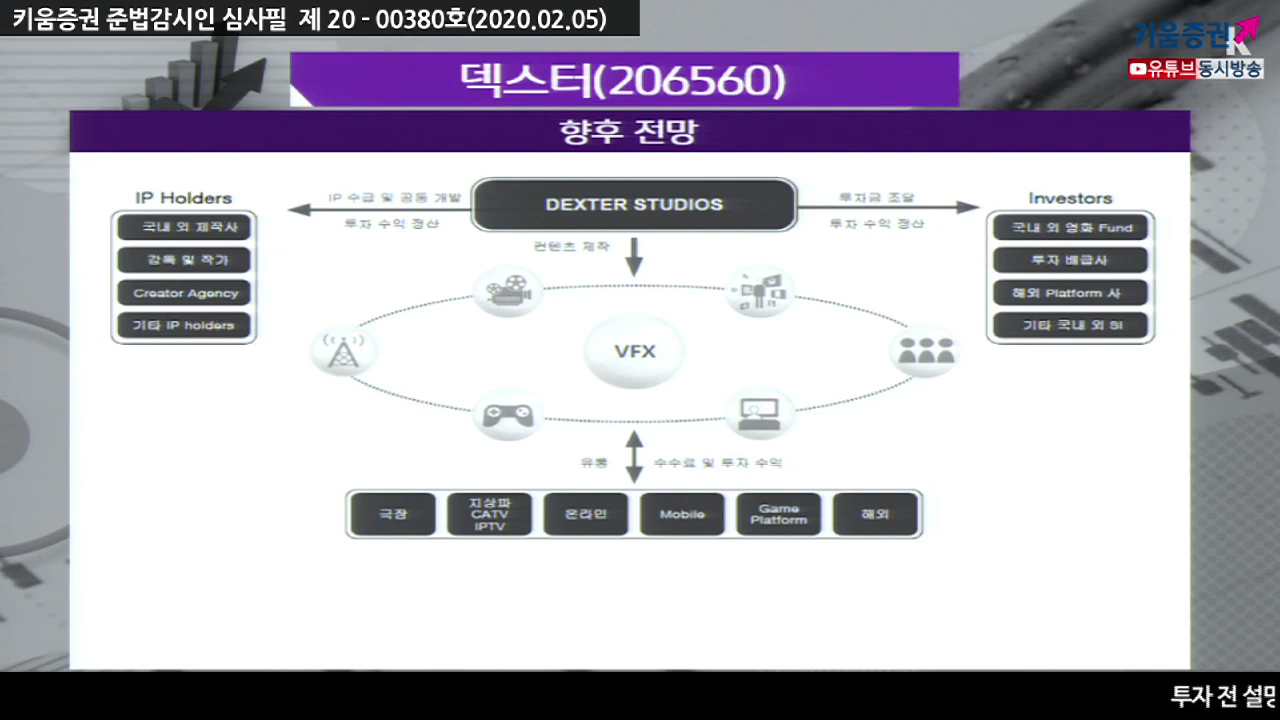 키움증권 준법감시인 심사필 제 20 - 00380호(2020.02.05)
키움증권
유튜브동시방송
덱스터(206560)
향후 전망
IP Holders
국내 외 제작사
감독 및 작가
Creator Agency
기타 IP holders
IP 수급 및 공동 개발
투자 수익 정산
DEXTER STUDIOS
투자금 조달
투자 수익 정산
Investors
국내 외 영화 Fund
투자 배급사
해외 Platform 사
기타 국내 외 SI
컨텐츠 제작
VFX
유통
수수료 및 투자 수익
극장
지상파
CATV
IPTV
온라인
Mobile
Game
Platform
해외
투자 전 설명